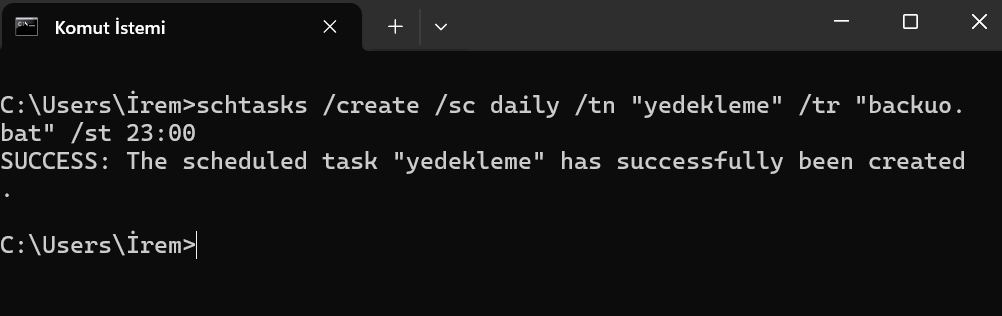 Komut İstemi
C:\Users\İrem>schtasks /create /sc daily /tn "yedekleme" /tr "backuo.
bat" /st 23:00
SUCCESS: The scheduled task "yedekleme" has successfully been created
.
C:\Users\İrem>